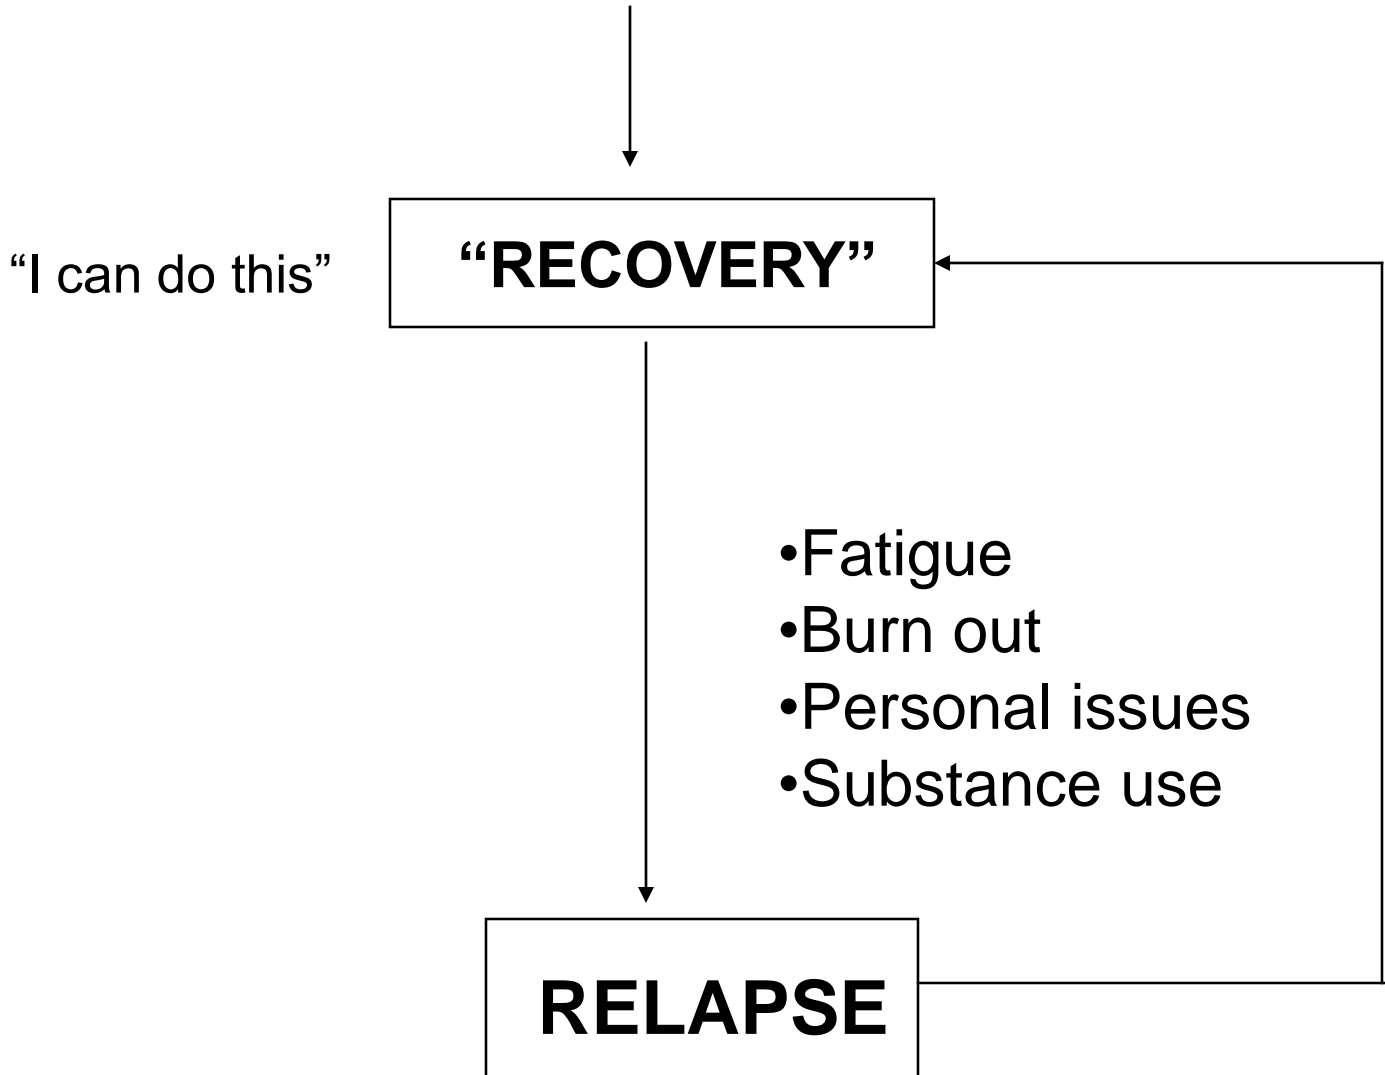 “I can do this”
“RECOVERY”
•Fatigue
•Burn out
•Personal issues
•Substance use
RELAPSE